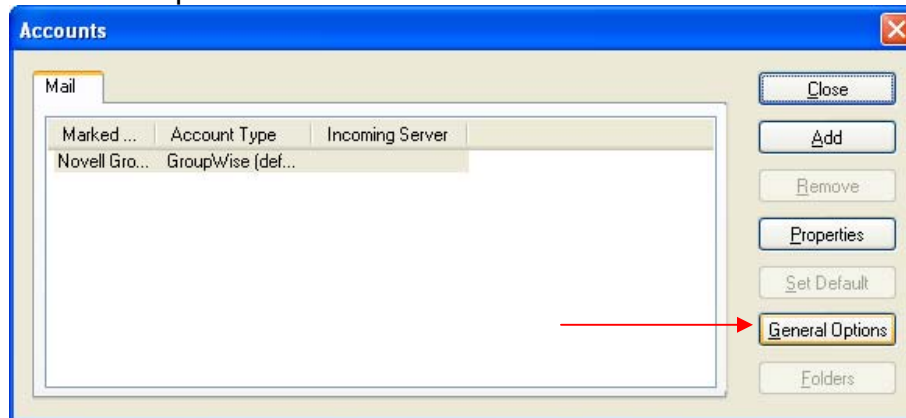 Accounts
Mail
Close
Marked ... Account Type Incoming Server
Add
Novell Gro... GroupWise (def...
Remove
Properties
Set Default
General Options
Folders